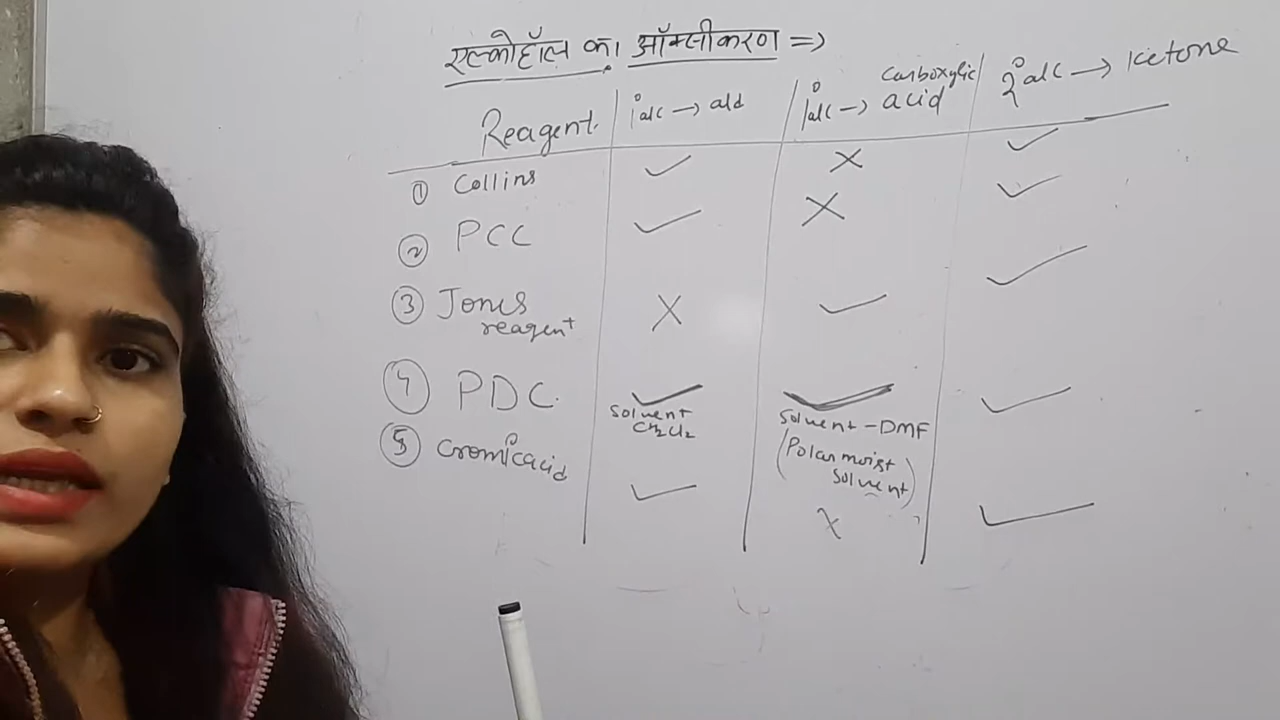 एल्कोहॉल का ऑक्सीकरण =>
Reagent. 1° alc → ald 1° alc → carboxylic acid 2° alc → ketone
① Collins ✓ X ✓
② PCC ✓ X ✓
③ Jones reagent X ✓ ✓
④ PDC. ✓ ✓ ✓
solvent CH2Cl2
solvent - DMF
(Polar moist solvent)
⑤ cromicacid ✓ X ✓